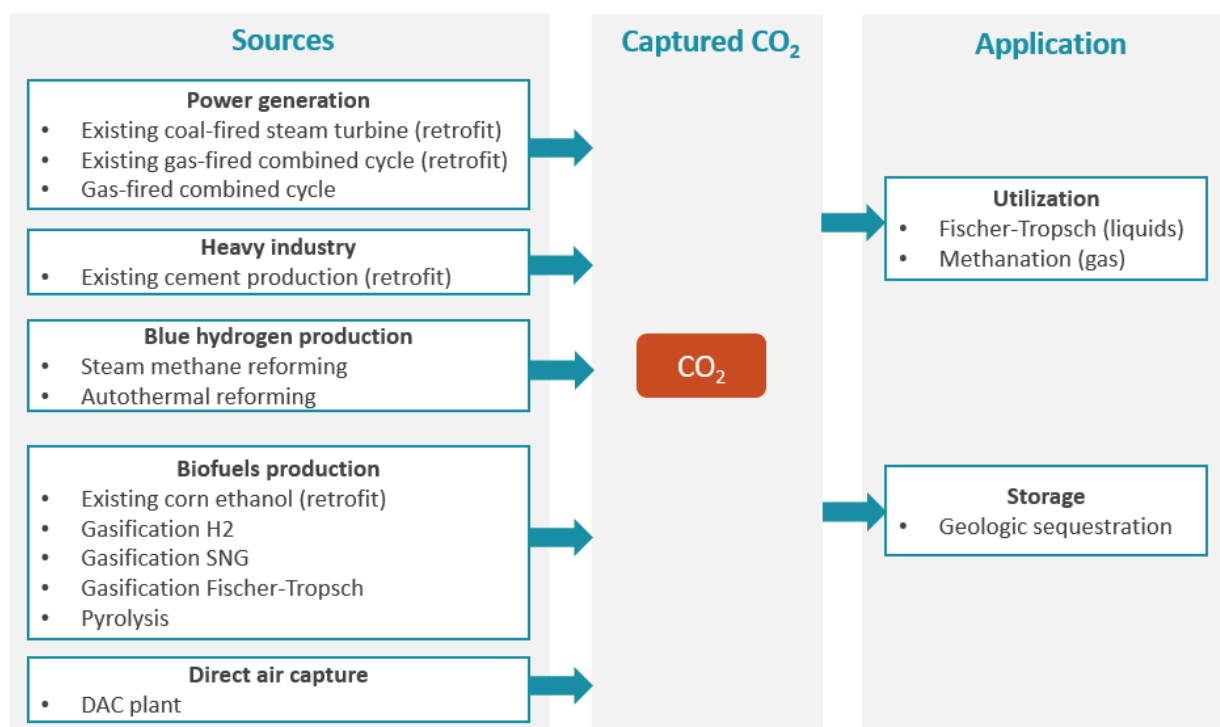 Sources
Power generation
• Existing coal-fired steam turbine (retrofit)
• Existing gas-fired combined cycle (retrofit)
• Gas-fired combined cycle
Heavy industry
• Existing cement production (retrofit)
Blue hydrogen production
• Steam methane reforming
• Autothermal reforming
Biofuels production
• Existing corn ethanol (retrofit)
• Gasification H2
• Gasification SNG
• Gasification Fischer-Tropsch
• Pyrolysis
Direct air capture
• DAC plant
Captured CO₂
CO₂
Application
Utilization
• Fischer-Tropsch (liquids)
• Methanation (gas)
Storage
• Geologic sequestration